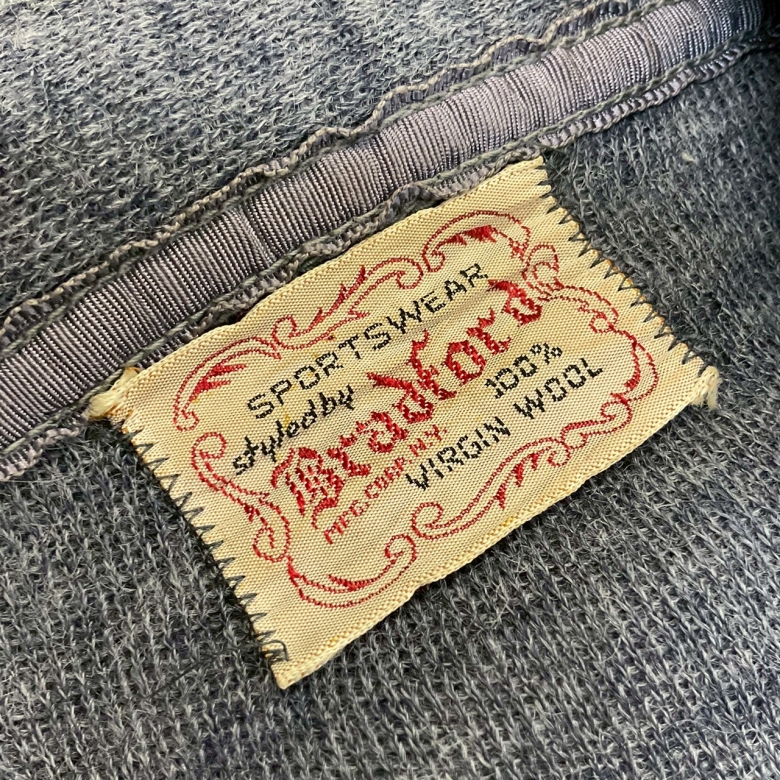 SPORTSWEAR
styled by
Bradford
MFG. CORP. N.Y.
100%
VIRGIN WOOL